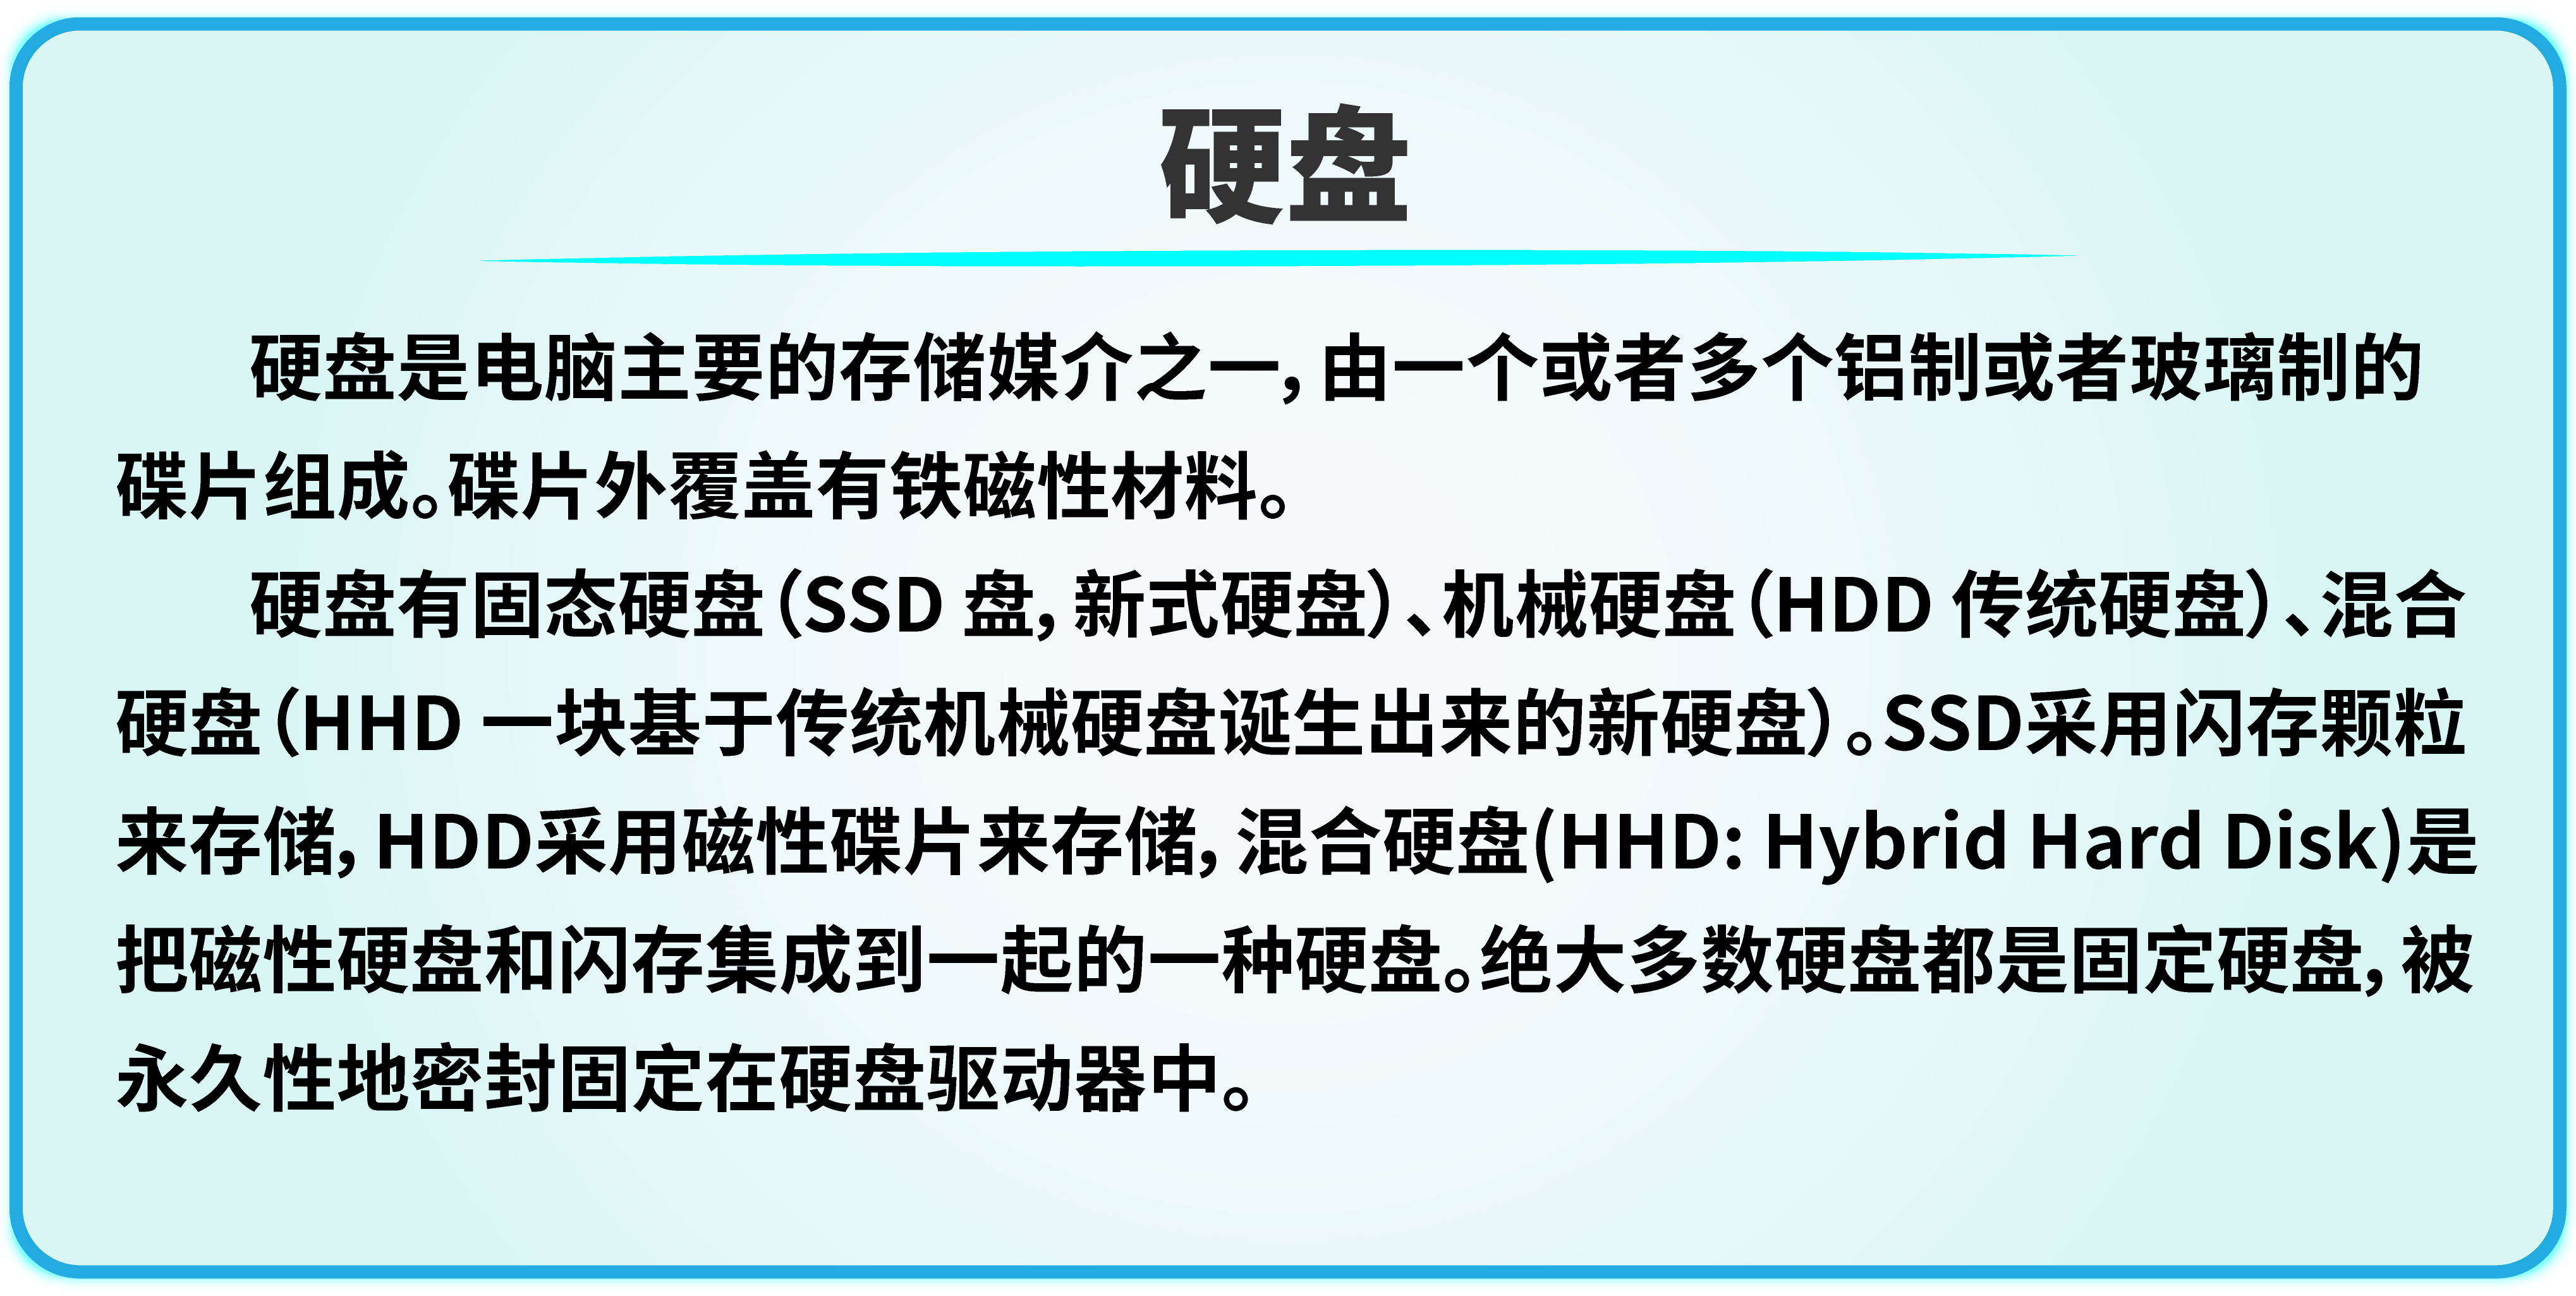 硬盘
硬盘是电脑主要的存储媒介之一，由一个或者多个铝制或者玻璃制的
碟片组成。碟片外覆盖有铁磁性材料。
硬盘有固态硬盘（SSD 盘，新式硬盘）、机械硬盘（HDD 传统硬盘）、混合
硬盘（HHD 一块基于传统机械硬盘诞生出来的新硬盘）。SSD采用闪存颗粒
来存储，HDD采用磁性碟片来存储，混合硬盘(HHD: Hybrid Hard Disk)是
把磁性硬盘和闪存集成到一起的一种硬盘。绝大多数硬盘都是固定硬盘，被
永久性地密封固定在硬盘驱动器中。